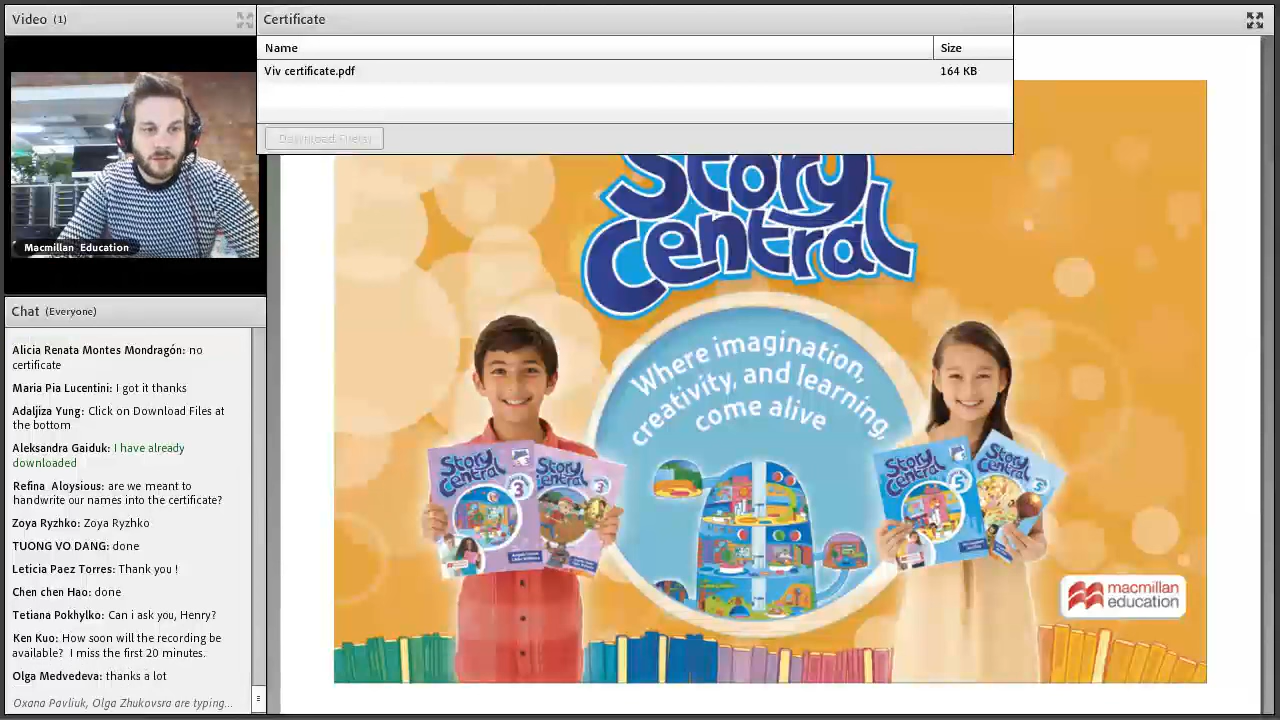 Video (1)
Macmillan Education
Certificate
Name Size
Viv certificate.pdf 164 KB
Download File(s)
Chat (Everyone)
Alicia Renata Montes Mondragón: no
certificate
Maria Pia Lucentini: I got it thanks
Adaljíza Yung: Click on Download Files at
the bottom
Aleksandra Gaiduk: I have already
downloaded
Refina Aloysious: are we meant to
handwrite our names into the certificate?
Zoya Ryzhko: Zoya Ryzhko
TUONG VO DANG: done
Leticia Paez Torres: Thank you !
Chen chen Hao: done
Tetiana Pokhylko: Can i ask you, Henry?
Ken Kuo: How soon will the recording be
available? I miss the first 20 minutes.
Olga Medvedeva: thanks a lot
Oxana Pavliuk, Olga Zhukovsra are typing...
Story
Central
Where imagination,
creativity, and learning,
come alive
Story
Central
3
Story
Central
3
Story
Central
5
Story
Central
macmillan
education